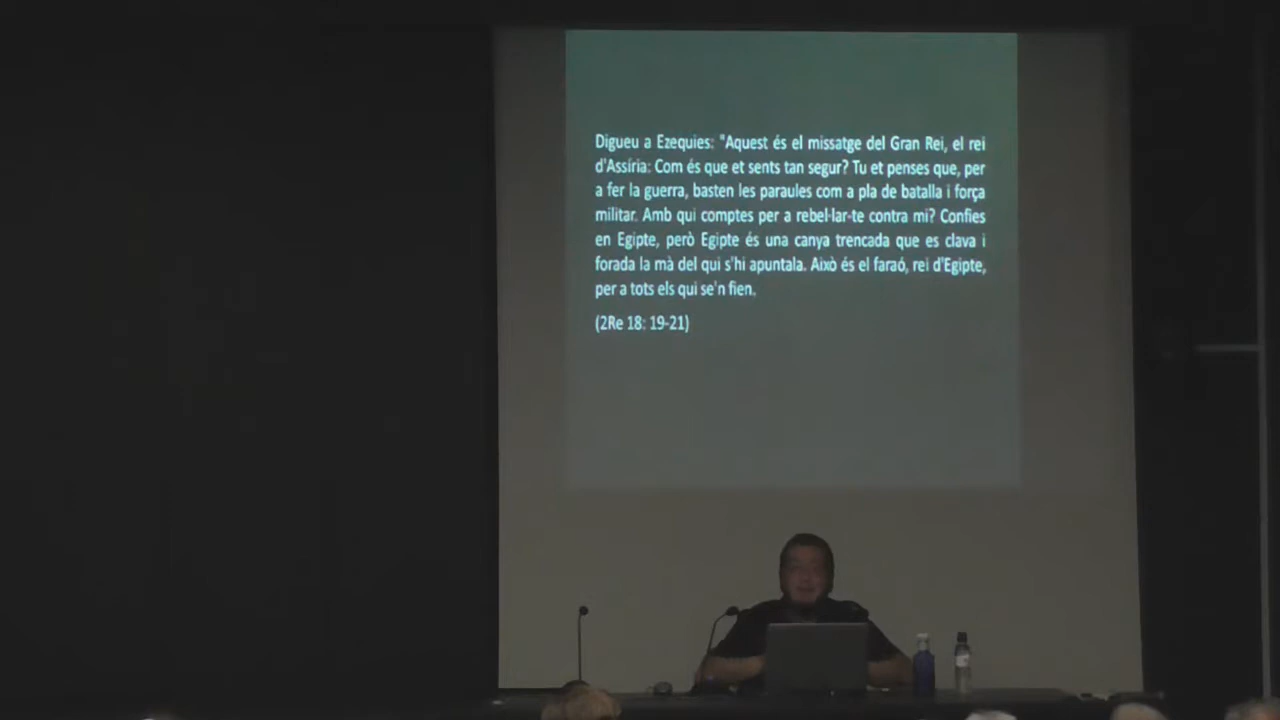 Digueu a Ezequies: "Aquest és el missatge del Gran Rei, el rei
d'Assíria: Com és que et sents tan segur? Tu et penses que, per
a fer la guerra, basten les paraules com a pla de batalla i força
militar. Amb qui comptes per a rebel·lar-te contra mi? Confies
en Egipte, però Egipte és una canya trencada que es clava i
forada la mà del qui s'hi apuntala. Això és el faraó, rei d'Egipte,
per a tots els qui se'n fien.
(2Re 18: 19-21)